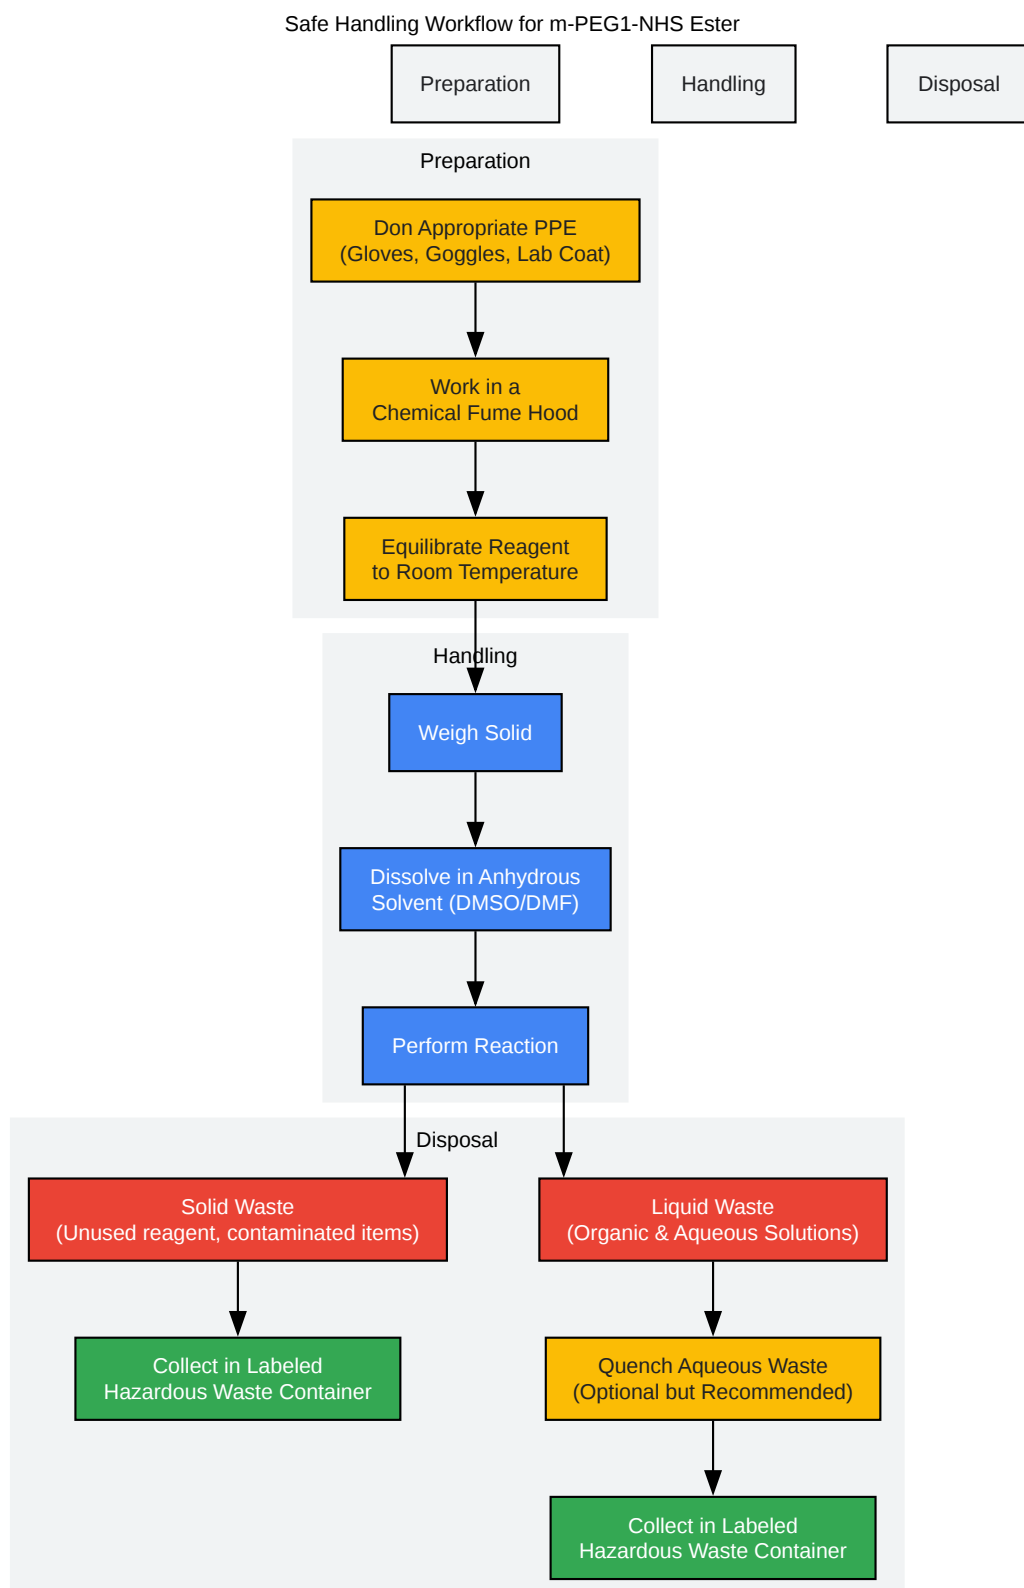 Safe Handling Workflow for m-PEG1-NHS Ester
Preparation
Handling
Disposal
Preparation
Don Appropriate PPE
(Gloves, Goggles, Lab Coat)
Work in a
Chemical Fume Hood
Equilibrate Reagent
to Room Temperature
Handling
Weigh Solid
Dissolve in Anhydrous
Solvent (DMSO/DMF)
Perform Reaction
Disposal
Solid Waste
(Unused reagent, contaminated items)
Liquid Waste
(Organic & Aqueous Solutions)
Collect in Labeled
Hazardous Waste Container
Quench Aqueous Waste
(Optional but Recommended)
Collect in Labeled
Hazardous Waste Container